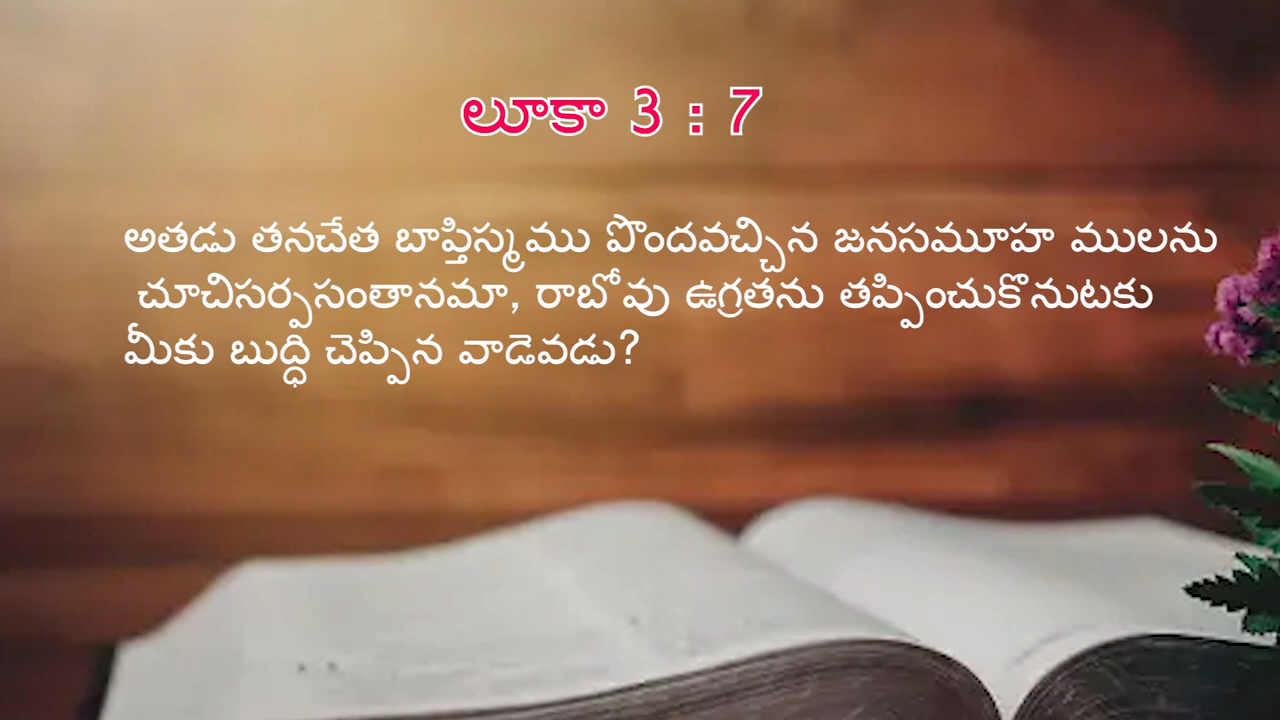 లూకా 3 : 7
అతడు తనచేత బాప్తిస్మము పొందవచ్చిన జనసమూహ ములను
చూచిసర్పసంతానమా, రాబోవు ఉగ్రతను తప్పించుకొనుటకు
మీకు బుద్ధి చెప్పిన వాడెవడు?